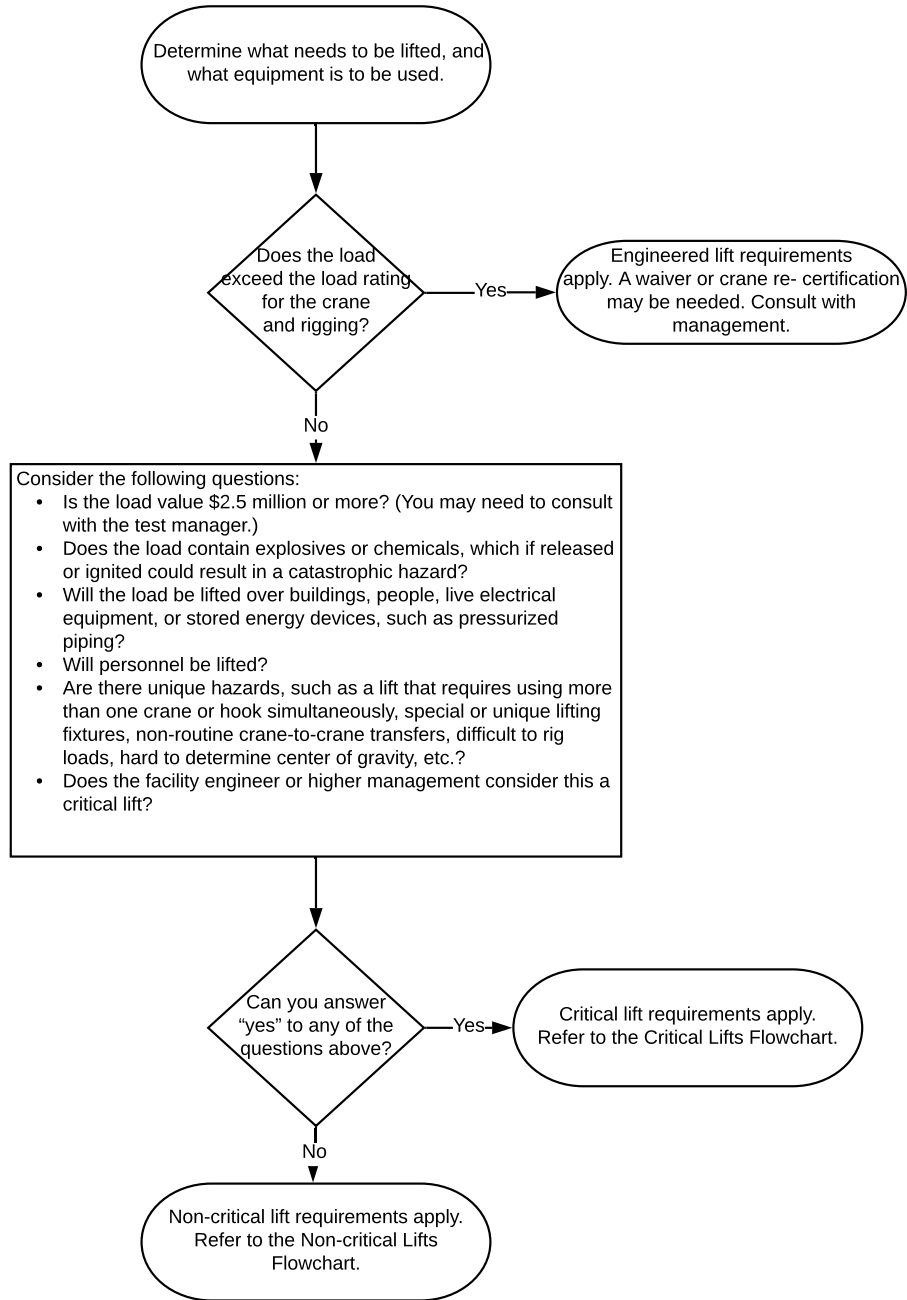 Determine what needs to be lifted, and
what equipment is to be used.
Does the load
exceed the load rating
for the crane
and rigging?
Yes
Engineered lift requirements
apply. A waiver or crane re- certification
may be needed. Consult with
management.
No
Consider the following questions:
• Is the load value $2.5 million or more? (You may need to consult
with the test manager.)
• Does the load contain explosives or chemicals, which if released
or ignited could result in a catastrophic hazard?
• Will the load be lifted over buildings, people, live electrical
equipment, or stored energy devices, such as pressurized
piping?
• Will personnel be lifted?
• Are there unique hazards, such as a lift that requires using more
than one crane or hook simultaneously, special or unique lifting
fixtures, non-routine crane-to-crane transfers, difficult to rig
loads, hard to determine center of gravity, etc.?
• Does the facility engineer or higher management consider this a
critical lift?
Can you answer
“yes” to any of the
questions above?
Yes
Critical lift requirements apply.
Refer to the Critical Lifts Flowchart.
No
Non-critical lift requirements apply.
Refer to the Non-critical Lifts
Flowchart.